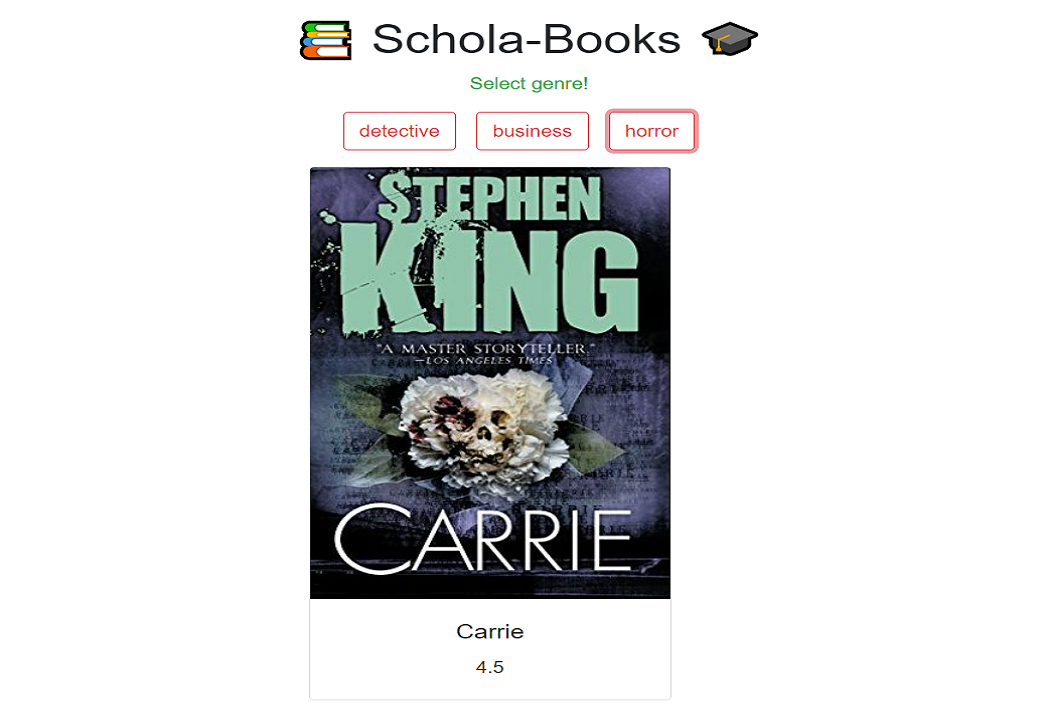 Schola-Books
Select genre!
detective
business
horror
STEPHEN
KING
"A MASTER STORYTELLER."
—LOS ANGELES TIMES
CARRIE
Carrie
4.5